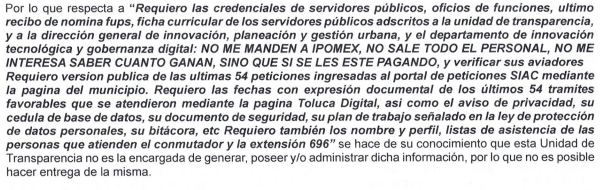 Por lo que respecta a “Requiero las credenciales de servidores públicos, oficios de funciones, ultimo
recibo de nomina fups, ficha curricular de los servidores públicos adscritos a la unidad de transparencia,
y a la dirección general de innovación, planeación y gestión urbana, y el departamento de innovación
tecnológica y gobernanza digital: NO ME MANDEN A IPOMEX, NO SALE TODO EL PERSONAL, NO ME
INTERESA SABER CUANTO GANAN, SINO QUE SI SE LES ESTE PAGANDO, y verificar sus aviadores
Requiero version publica de las ultimas 54 peticiones ingresadas al portal de peticiones SIAC mediante
la pagina del municipio. Requiero las fechas con expresión documental de los últimos 54 tramites
favorables que se atendieron mediante la pagina Toluca Digital, asi como el aviso de privacidad, su
cedula de base de datos, su documento de seguridad, su plan de trabajo señalado en la ley de protección
de datos personales, su bitácora, etc Requiero también los nombre y perfil, listas de asistencia de las
personas que atienden el conmutador y la extensión 696” se hace de su conocimiento que esta Unidad de
Transparencia no es la encargada de generar, poseer y/o administrar dicha información, por lo que no es posible
hacer entrega de la misma.